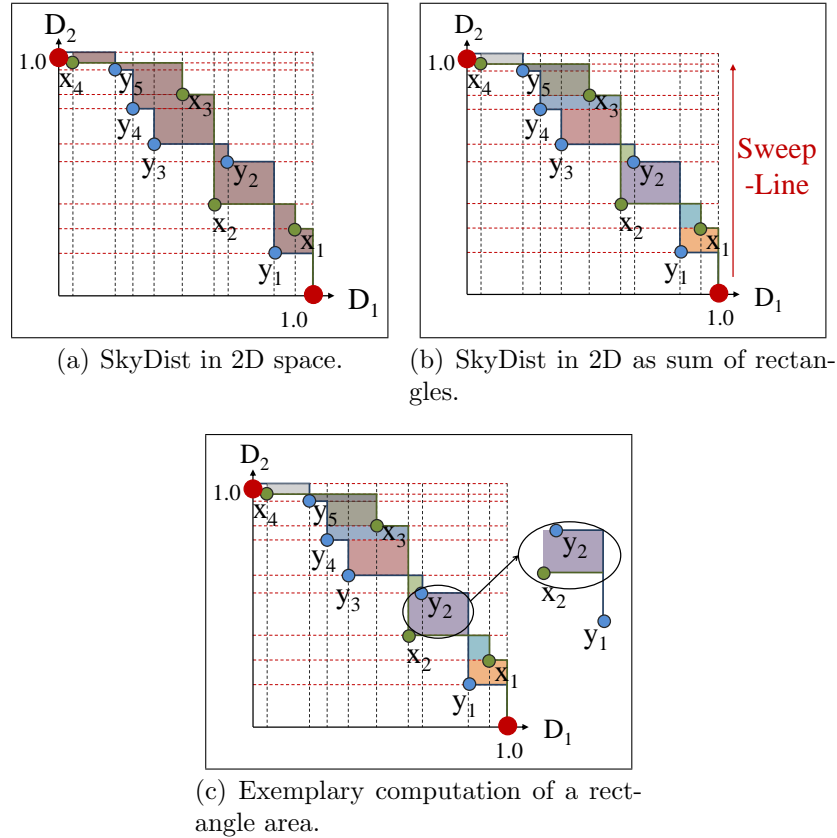 D2
1.0
x4
y5
x3
y4
y3
y2
x2
x1
y1
D1
1.0
(a) SkyDist in 2D space.
D2
1.0
x4
y5
x3
y4
y3
y2
x2
x1
y1
Sweep
-Line
D1
1.0
(b) SkyDist in 2D as sum of rectan-
gles.
D2
1.0
x4
y5
x3
y4
y3
y2
x2
x1
y1
y2
x2
y1
D1
1.0
(c) Exemplary computation of a rect-
angle area.